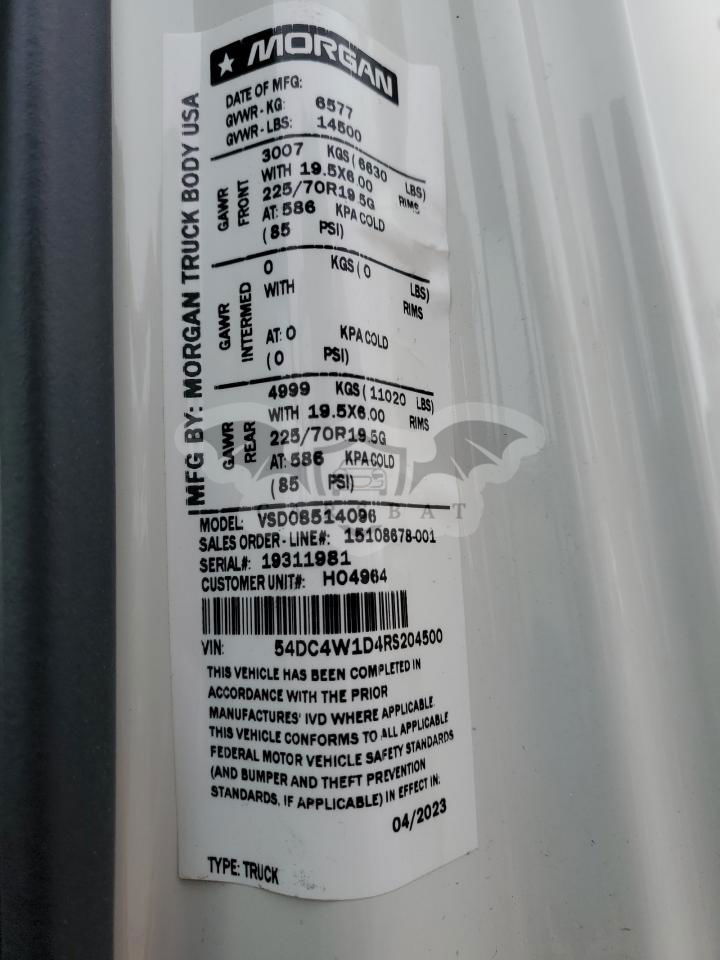 MORGAN
MFG BY: MORGAN TRUCK BODY USA
DATE OF MFG:
GVWR - KG: 6577
GVWR - LBS: 14500
GAWR FRONT
3007 KGS ( 6630 LBS)
WITH 19.5X6.00 RIMS
225/70R19.5G
AT: 586 KPA COLD
(85 PSI)
GAWR INTERMED
0 KGS ( 0 LBS)
WITH RIMS
AT: 0 KPA COLD
(0 PSI)
GAWR REAR
4999 KGS ( 11020 LBS)
WITH 19.5X6.00 RIMS
225/70R19.5G
AT: 586 KPA COLD
(85 PSI)
MODEL: VSD08514096
SALES ORDER - LINE#: 15108678-001
SERIAL#: 19311981
CUSTOMER UNIT#: H04964
VIN: 54DC4W1D4RS204500
THIS VEHICLE HAS BEEN COMPLETED IN
ACCORDANCE WITH THE PRIOR
MANUFACTURES' IVD WHERE APPLICABLE.
THIS VEHICLE CONFORMS TO ALL APPLICABLE
FEDERAL MOTOR VEHICLE SAFETY STANDARDS
(AND BUMPER AND THEFT PREVENTION
STANDARDS, IF APPLICABLE) IN EFFECT IN:
04/2023
TYPE: TRUCK